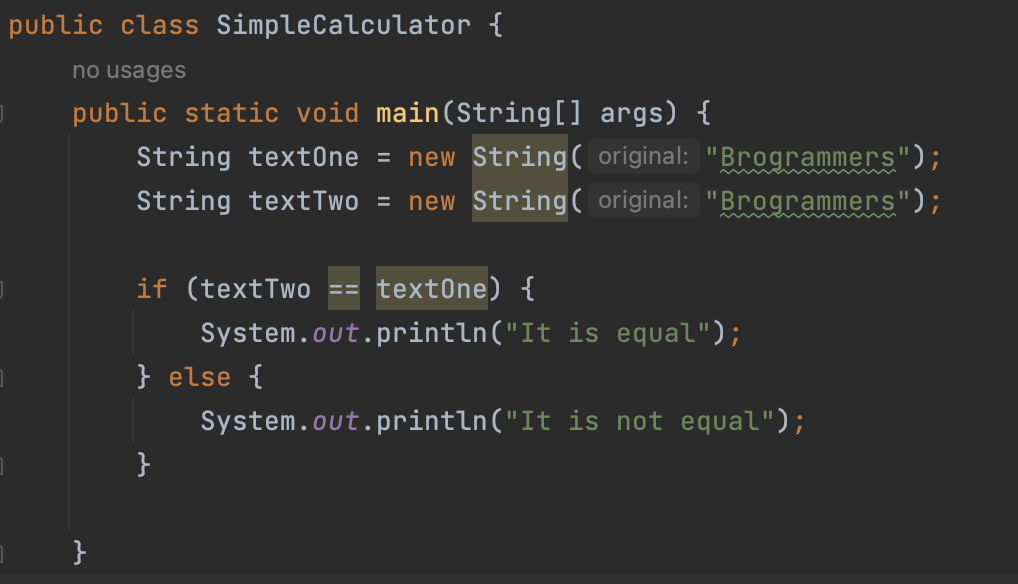 public class SimpleCalculator {
no usages
public static void main(String[] args) {
String textOne = new String( original: "Brogrammers");
String textTwo = new String( original: "Brogrammers");
if (textTwo == textOne) {
System.out.println("It is equal");
} else {
System.out.println("It is not equal");
}
}